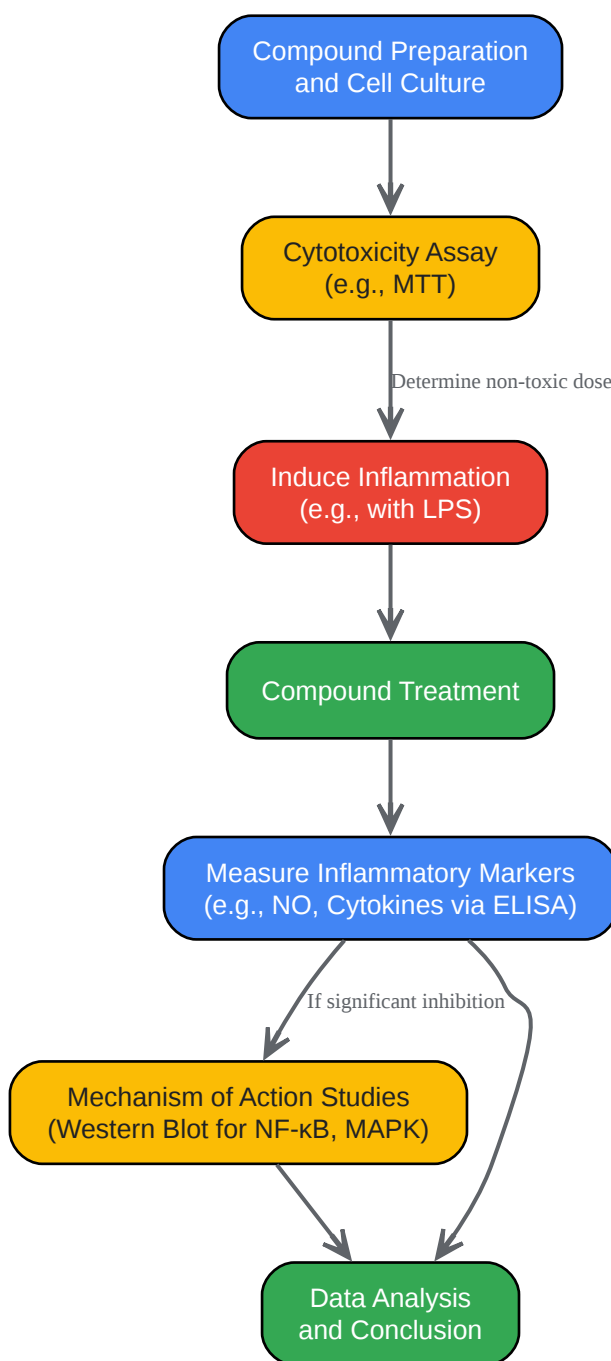 Compound Preparation
and Cell Culture
Cytotoxicity Assay
(e.g., MTT)
Determine non-toxic dose
Induce Inflammation
(e.g., with LPS)
Compound Treatment
Measure Inflammatory Markers
(e.g., NO, Cytokines via ELISA)
If significant inhibition
Mechanism of Action Studies
(Western Blot for NF-κB, MAPK)
Data Analysis
and Conclusion